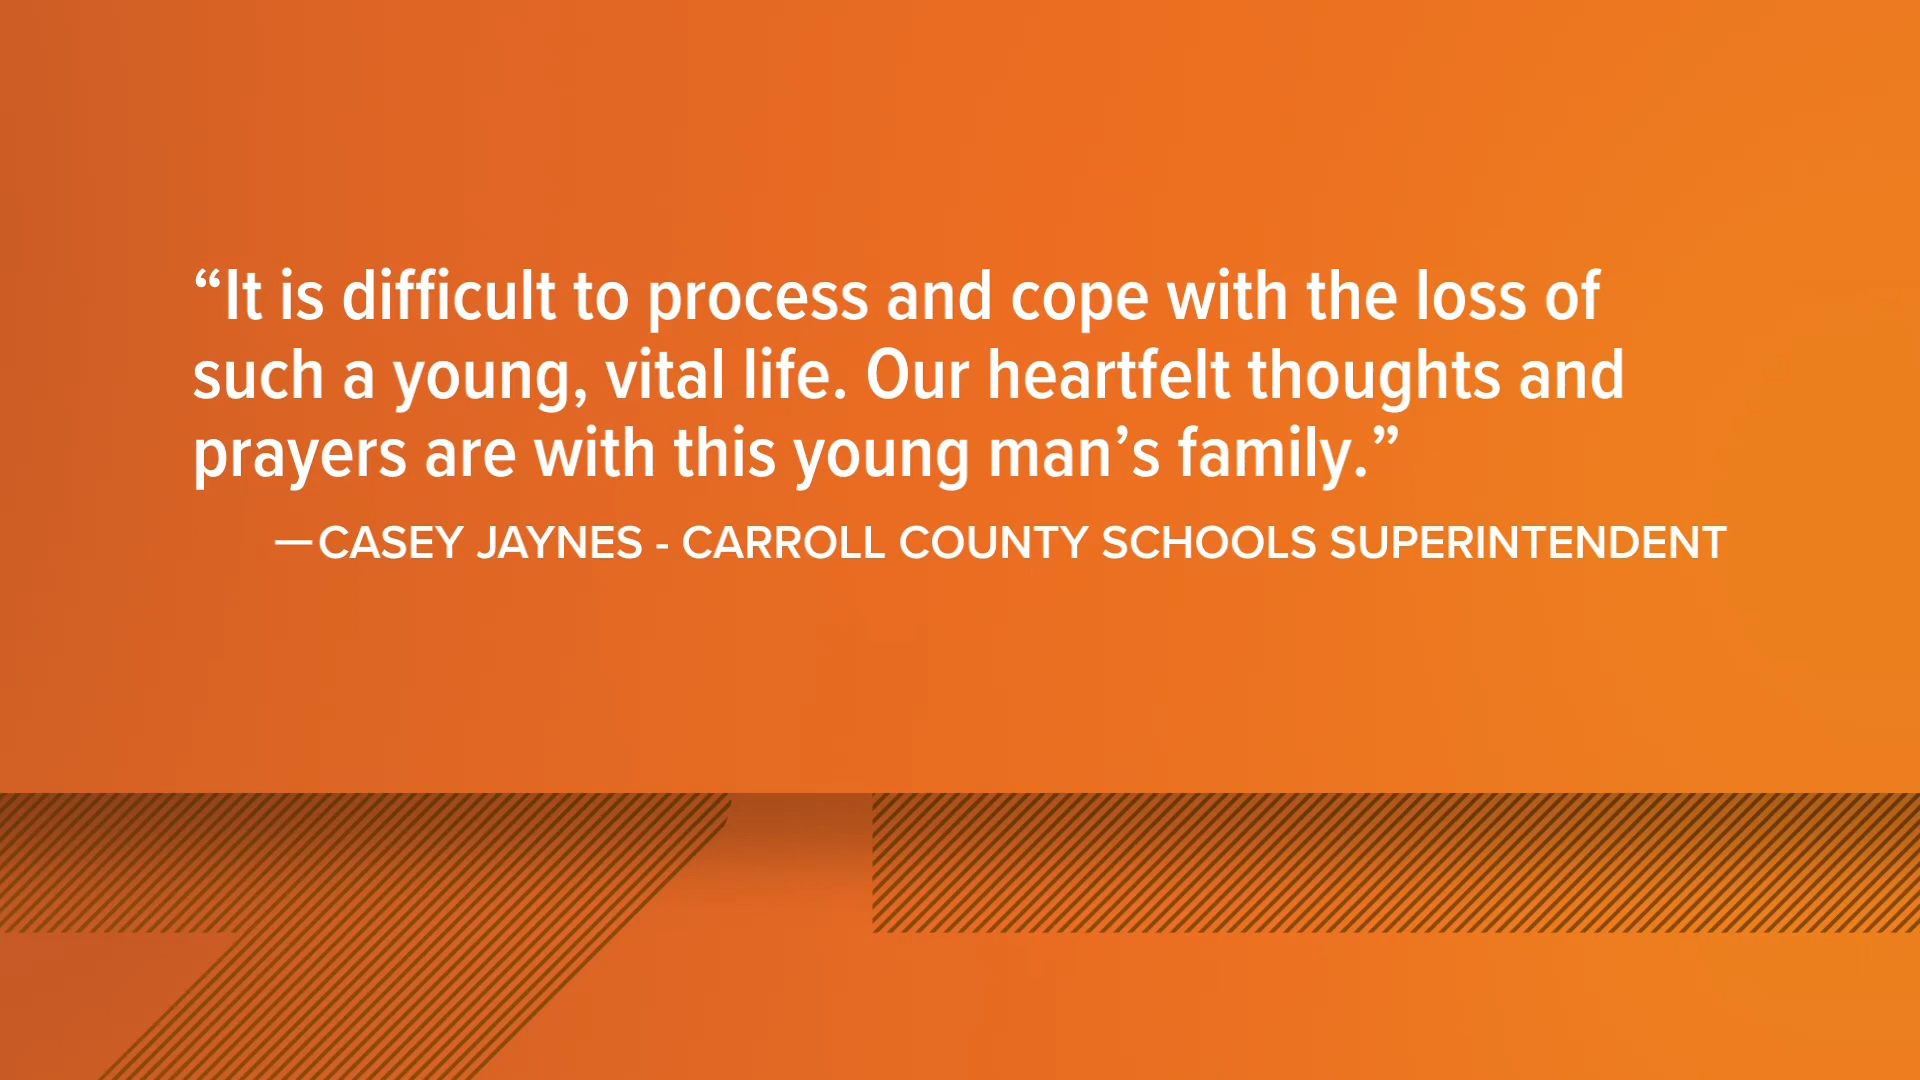 “It is difficult to process and cope with the loss of
such a young, vital life. Our heartfelt thoughts and
prayers are with this young man’s family.”
—CASEY JAYNES - CARROLL COUNTY SCHOOLS SUPERINTENDENT